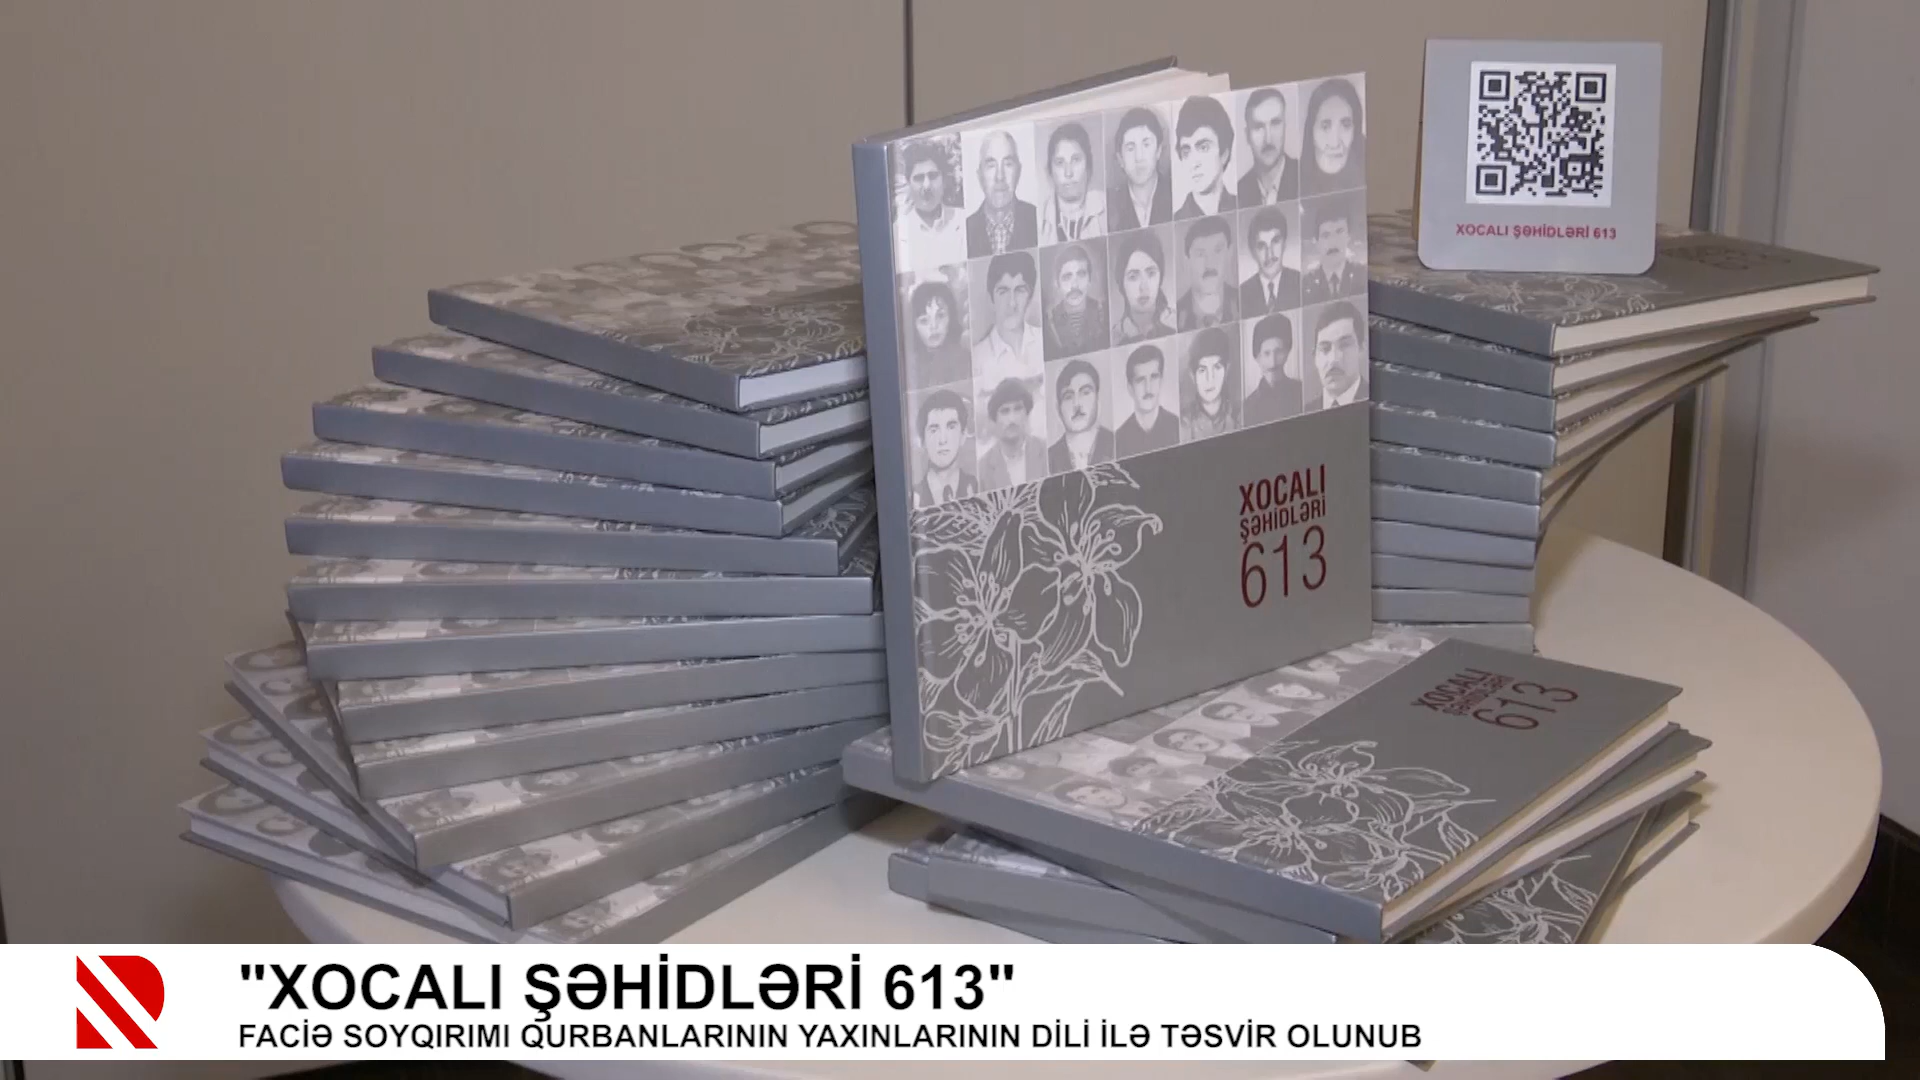 XOCALI ŞƏHİDLƏRİ 613
XOCALI
ŞƏHİDLƏRİ
613
XOCALI
ŞƏHİDLƏRİ
613
"XOCALI ŞƏHİDLƏRİ 613"
FACİƏ SOYQIRIMI QURBANLARININ YAXINLARININ DİLİ İLƏ TƏSVİR OLUNUB